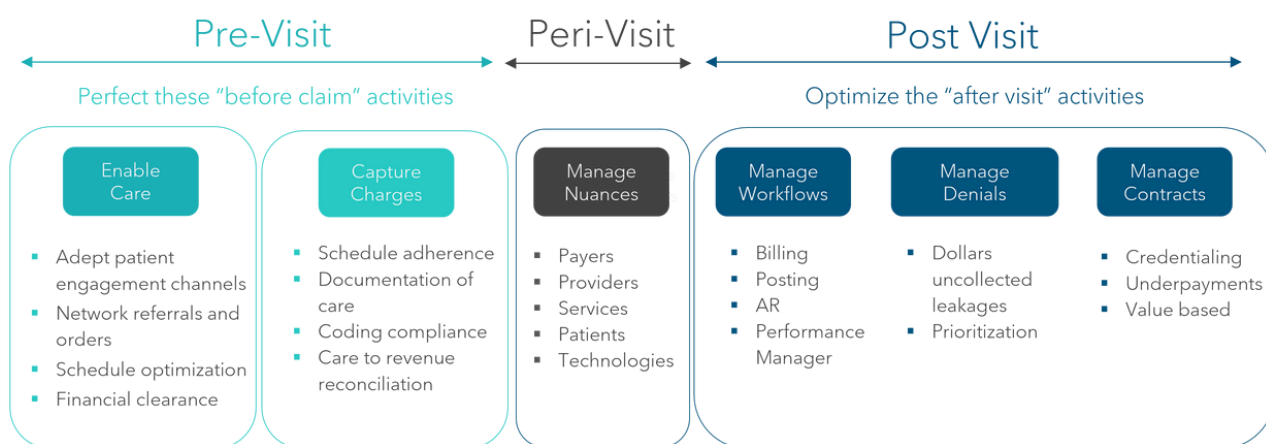 Pre-Visit
Peri-Visit
Post Visit
Perfect these “before claim” activities
Optimize the “after visit” activities
Enable
Care
▪ Adept patient
engagement channels
▪ Network referrals and
orders
▪ Schedule optimization
▪ Financial clearance
Capture
Charges
▪ Schedule adherence
▪ Documentation of
care
▪ Coding compliance
▪ Care to revenue
reconciliation
Manage
Nuances
▪ Payers
▪ Providers
▪ Services
▪ Patients
▪ Technologies
Manage
Workflows
▪ Billing
▪ Posting
▪ AR
▪ Performance
Manager
Manage
Denials
▪ Dollars
uncollected
leakages
▪ Prioritization
Manage
Contracts
▪ Credentialing
▪ Underpayments
▪ Value based